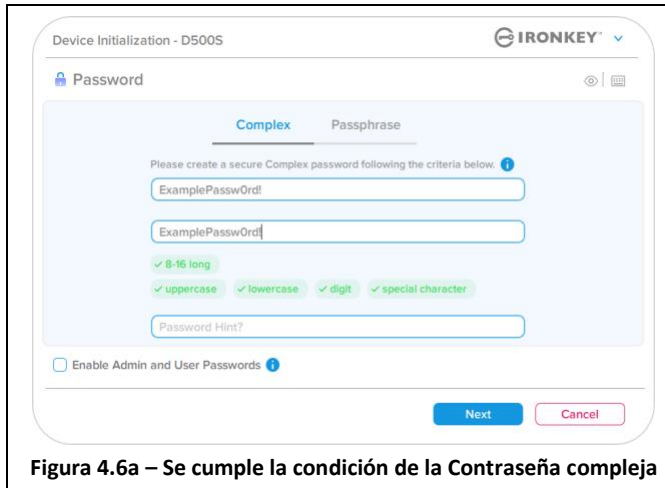 Device Initialization - D500S
IRONKEY
Password
Complex Passphrase
Please create a secure Complex password following the criteria below.
ExamplePassw0rd!
ExamplePassw0rd!
✓ 8-16 long
✓ uppercase ✓ lowercase ✓ digit ✓ special character
Password Hint?
Enable Admin and User Passwords
Next Cancel
Figura 4.6a – Se cumple la condición de la Contraseña compleja